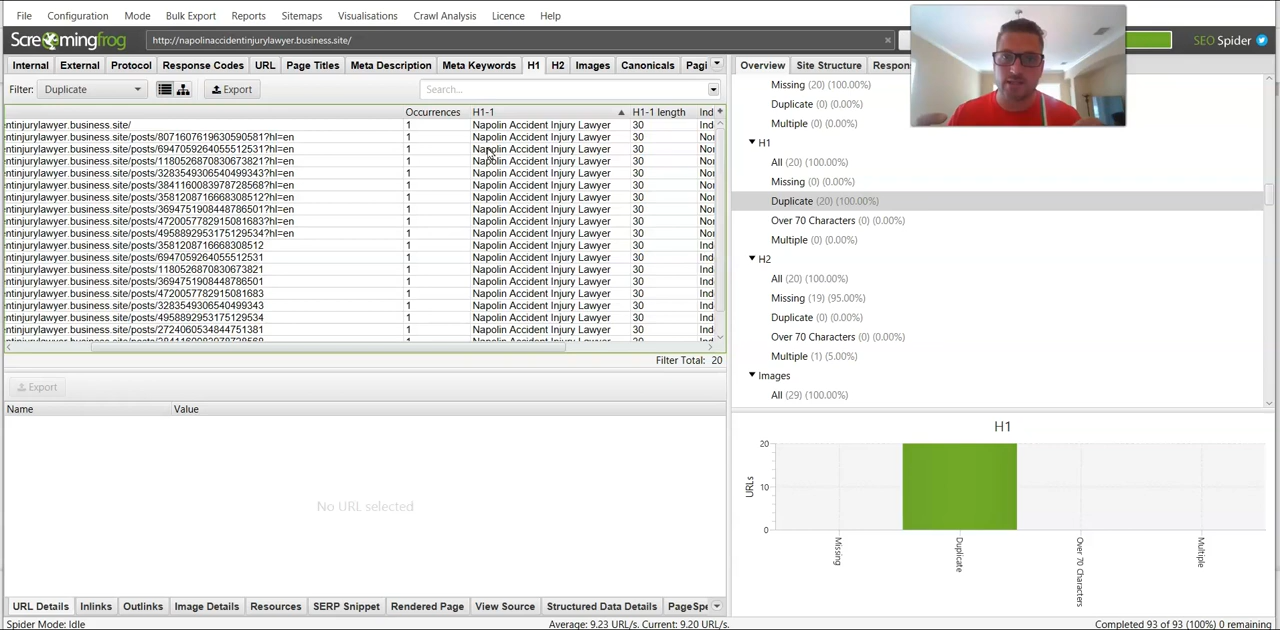 File Configuration Mode Bulk Export Reports Sitemaps Visualisations Crawl Analysis Licence Help
Screamingfrog http://napolinaccidentinjurylawyer.business.site/ SEO Spider
Internal External Protocol Response Codes URL Page Titles Meta Description Meta Keywords H1 H2 Images Canonicals Pagi
Filter: Duplicate Export Search...
Occurrences H1-1 H1-1 length Ind
entinjurylawyer.business.site/ 1 Napolin Accident Injury Lawyer 30 Ind
entinjurylawyer.business.site/posts/8071607619630590581?hl=en 1 Napolin Accident Injury Lawyer 30 Nor
entinjurylawyer.business.site/posts/6947059264055512531?hl=en 1 Napolin Accident Injury Lawyer 30 Nor
entinjurylawyer.business.site/posts/1180526870830673821?hl=en 1 Napolin Accident Injury Lawyer 30 Nor
entinjurylawyer.business.site/posts/3283549306540499343?hl=en 1 Napolin Accident Injury Lawyer 30 Nor
entinjurylawyer.business.site/posts/3841160083978728568?hl=en 1 Napolin Accident Injury Lawyer 30 Nor
entinjurylawyer.business.site/posts/3581208716668308512?hl=en 1 Napolin Accident Injury Lawyer 30 Nor
entinjurylawyer.business.site/posts/3694751908448786501?hl=en 1 Napolin Accident Injury Lawyer 30 Nor
entinjurylawyer.business.site/posts/4720057782915081683?hl=en 1 Napolin Accident Injury Lawyer 30 Nor
entinjurylawyer.business.site/posts/4958892953175129534?hl=en 1 Napolin Accident Injury Lawyer 30 Nor
entinjurylawyer.business.site/posts/3581208716668308512 1 Napolin Accident Injury Lawyer 30 Ind
entinjurylawyer.business.site/posts/6947059264055512531 1 Napolin Accident Injury Lawyer 30 Ind
entinjurylawyer.business.site/posts/1180526870830673821 1 Napolin Accident Injury Lawyer 30 Ind
entinjurylawyer.business.site/posts/3694751908448786501 1 Napolin Accident Injury Lawyer 30 Ind
entinjurylawyer.business.site/posts/4720057782915081683 1 Napolin Accident Injury Lawyer 30 Ind
entinjurylawyer.business.site/posts/3283549306540499343 1 Napolin Accident Injury Lawyer 30 Ind
entinjurylawyer.business.site/posts/4958892953175129534 1 Napolin Accident Injury Lawyer 30 Ind
entinjurylawyer.business.site/posts/2724060534844751381 1 Napolin Accident Injury Lawyer 30 Ind
Filter Total: 20
Export
Name Value
No URL selected
URL Details Inlinks Outlinks Image Details Resources SERP Snippet Rendered Page View Source Structured Data Details PageSpe
Overview Site Structure Respon
Missing (20) (100.00%)
Duplicate (0) (0.00%)
Multiple (0) (0.00%)
H1
All (20) (100.00%)
Missing (0) (0.00%)
Duplicate (20) (100.00%)
Over 70 Characters (0) (0.00%)
Multiple (0) (0.00%)
H2
All (20) (100.00%)
Missing (19) (95.00%)
Duplicate (0) (0.00%)
Over 70 Characters (0) (0.00%)
Multiple (1) (5.00%)
Images
All (29) (100.00%)
H1
URLs
20
10
0
Missing
Duplicate
Over 70 Characters
Multiple
Spider Mode: Idle Average: 9.23 URL/s. Current: 9.20 URL/s. Completed 93 of 93 (100%) 0 remaining